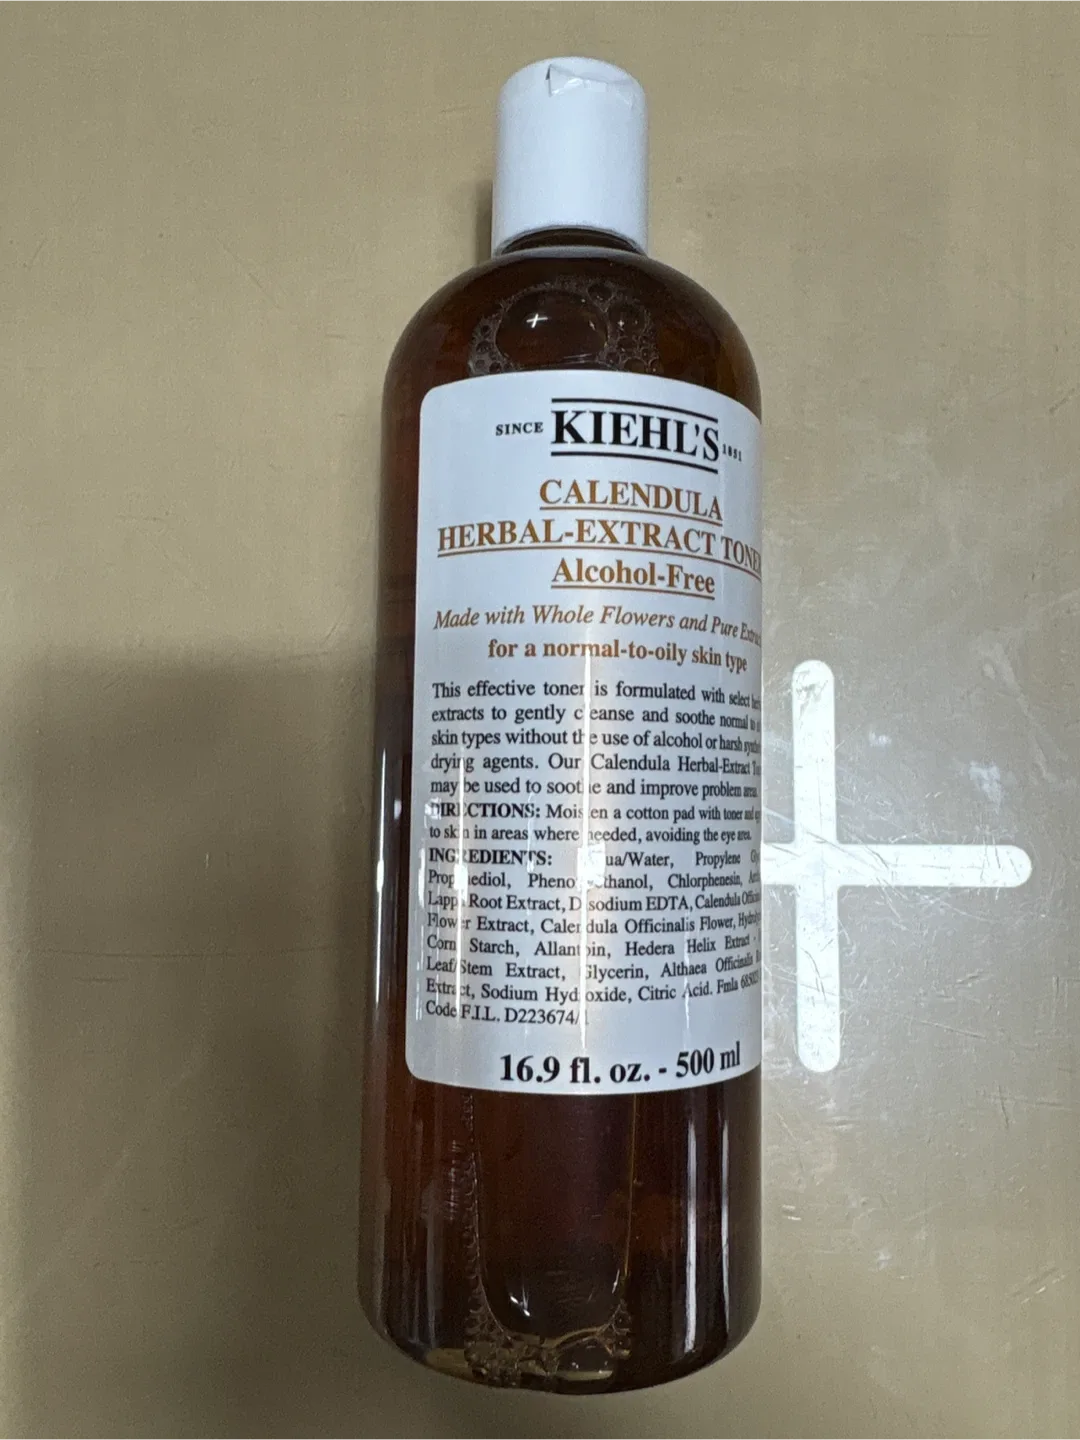 SINCE KIEHL'S 1851
CALENDULA
HERBAL-EXTRACT TONE
Alcohol-Free
Made with Whole Flowers and Pure
for a normal-to-oily skin type
This effective toner is formulated with select
extracts to gently cleanse and soothe normal to
skin types without the use of alcohol or harsh
drying agents. Our Calendula Herbal-Extract
may be used to soothe and improve problem areas.
DIRECTIONS: Moisten a cotton pad with toner and
to skin in areas where needed, avoiding the eye area.
INGREDIENTS: Aqua/Water, Propylene
Propanediol, Phenoxyethanol, Chlorphenesin,
Lappa Root Extract, Disodium EDTA, Calendula
Flower Extract, Calendula Officinalis Flower,
Corn Starch, Allantoin, Hedera Helix Extract -
Leaf/Stem Extract, Glycerin, Althaea Officinalis
Extract, Sodium Hydroxide, Citric Acid. Fmla
Code F.I.L. D223674/1
16.9 fl. oz. - 500 ml